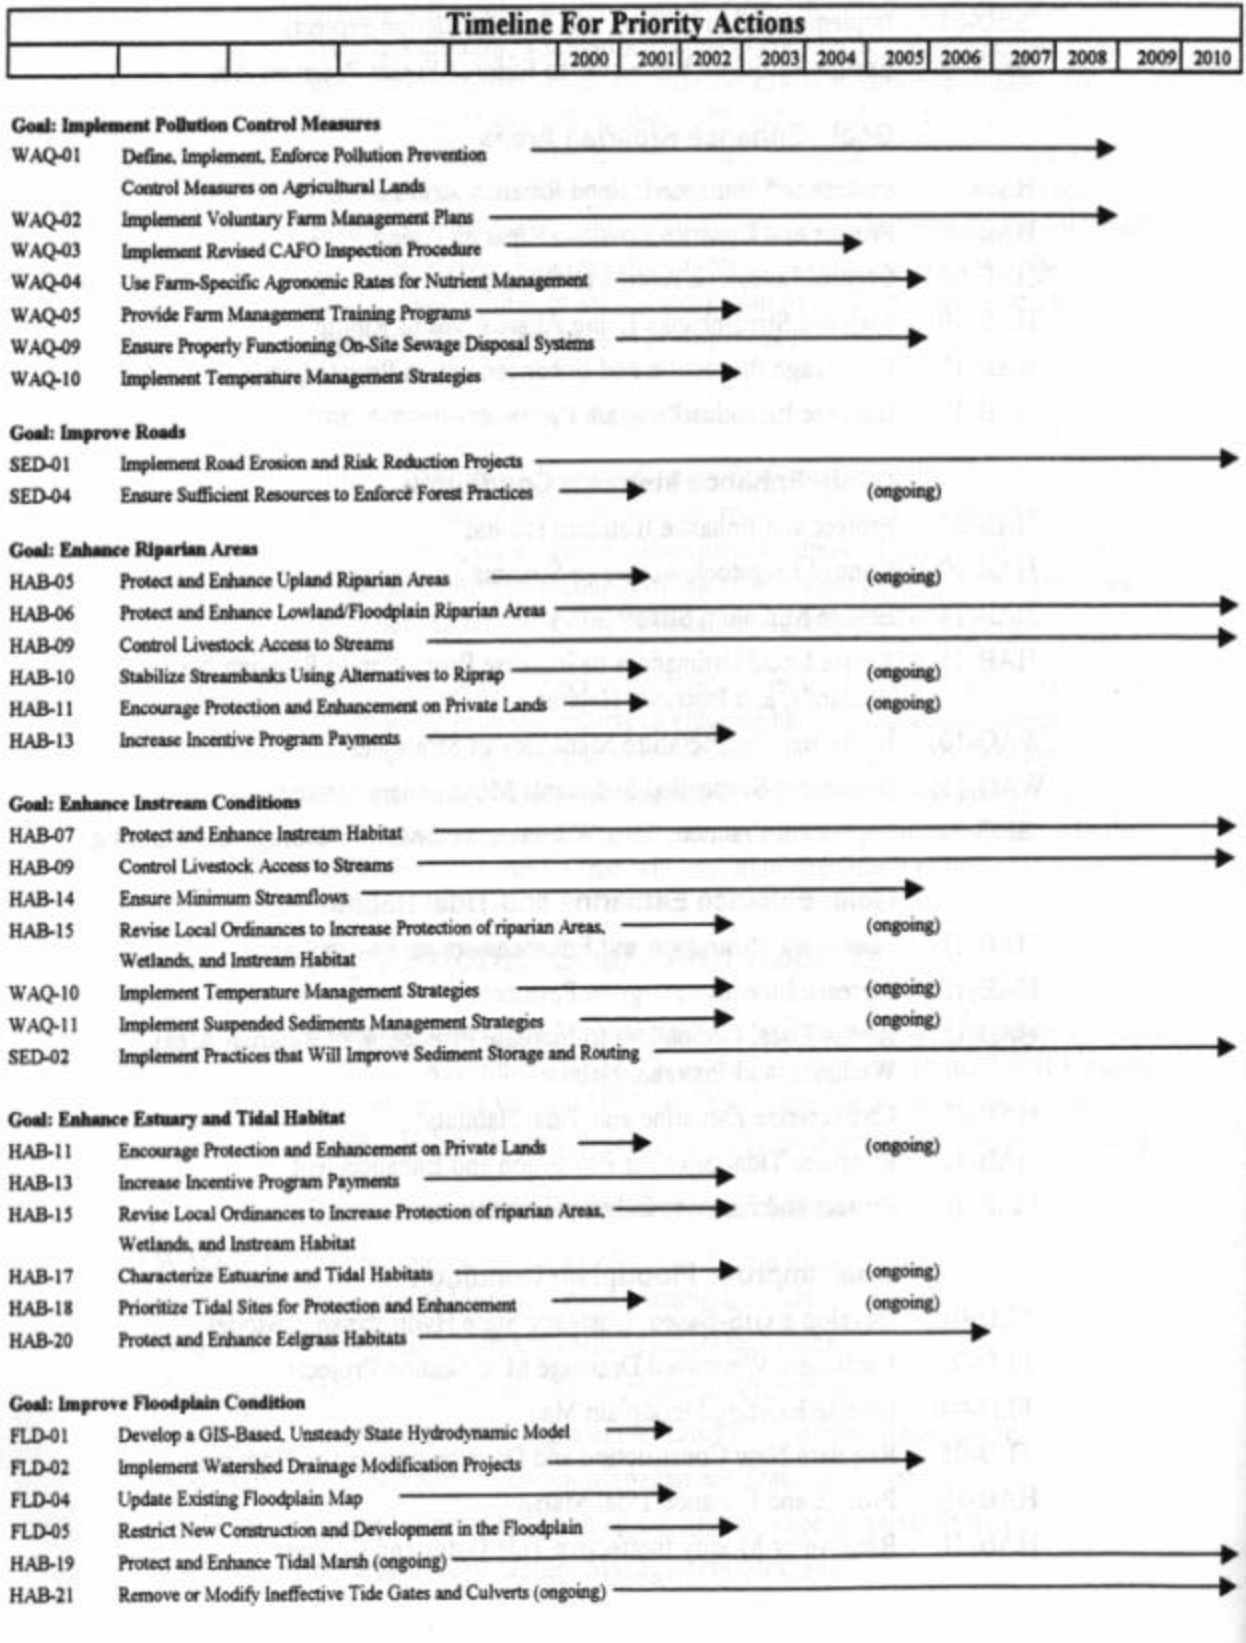 Timeline For Priority Actions
2000 2001 2002 2003 2004 2005 2006 2007 2008 2009 2010
Goal: Implement Pollution Control Measures
WAQ-01 Define, Implement, Enforce Pollution Prevention
Control Measures on Agricultural Lands
WAQ-02 Implement Voluntary Farm Management Plans
WAQ-03 Implement Revised CAFO Inspection Procedure
WAQ-04 Use Farm-Specific Agronomic Rates for Nutrient Management
WAQ-05 Provide Farm Management Training Programs
WAQ-09 Ensure Properly Functioning On-Site Sewage Disposal Systems
WAQ-10 Implement Temperature Management Strategies
Goal: Improve Roads
SED-01 Implement Road Erosion and Risk Reduction Projects
SED-04 Ensure Sufficient Resources to Enforce Forest Practices (ongoing)
Goal: Enhance Riparian Areas
HAB-05 Protect and Enhance Upland Riparian Areas (ongoing)
HAB-06 Protect and Enhance Lowland/Floodplain Riparian Areas
HAB-09 Control Livestock Access to Streams
HAB-10 Stabilize Streambanks Using Alternatives to Riprap (ongoing)
HAB-11 Encourage Protection and Enhancement on Private Lands (ongoing)
HAB-13 Increase Incentive Program Payments
Goal: Enhance Instream Conditions
HAB-07 Protect and Enhance Instream Habitat
HAB-09 Control Livestock Access to Streams
HAB-14 Ensure Minimum Streamflows
HAB-15 Revise Local Ordinances to Increase Protection of riparian Areas, (ongoing)
Wetlands, and Instream Habitat
WAQ-10 Implement Temperature Management Strategies (ongoing)
WAQ-11 Implement Suspended Sediments Management Strategies (ongoing)
SED-02 Implement Practices that Will Improve Sediment Storage and Routing
Goal: Enhance Estuary and Tidal Habitat
HAB-11 Encourage Protection and Enhancement on Private Lands (ongoing)
HAB-13 Increase Incentive Program Payments
HAB-15 Revise Local Ordinances to Increase Protection of riparian Areas,
Wetlands, and Instream Habitat
HAB-17 Characterize Estuarine and Tidal Habitats (ongoing)
HAB-18 Prioritize Tidal Sites for Protection and Enhancement (ongoing)
HAB-20 Protect and Enhance Eelgrass Habitats
Goal: Improve Floodplain Condition
FLD-01 Develop a GIS-Based, Unsteady State Hydrodynamic Model
FLD-02 Implement Watershed Drainage Modification Projects
FLD-04 Update Existing Floodplain Map
FLD-05 Restrict New Construction and Development in the Floodplain
HAB-19 Protect and Enhance Tidal Marsh (ongoing)
HAB-21 Remove or Modify Ineffective Tide Gates and Culverts (ongoing)